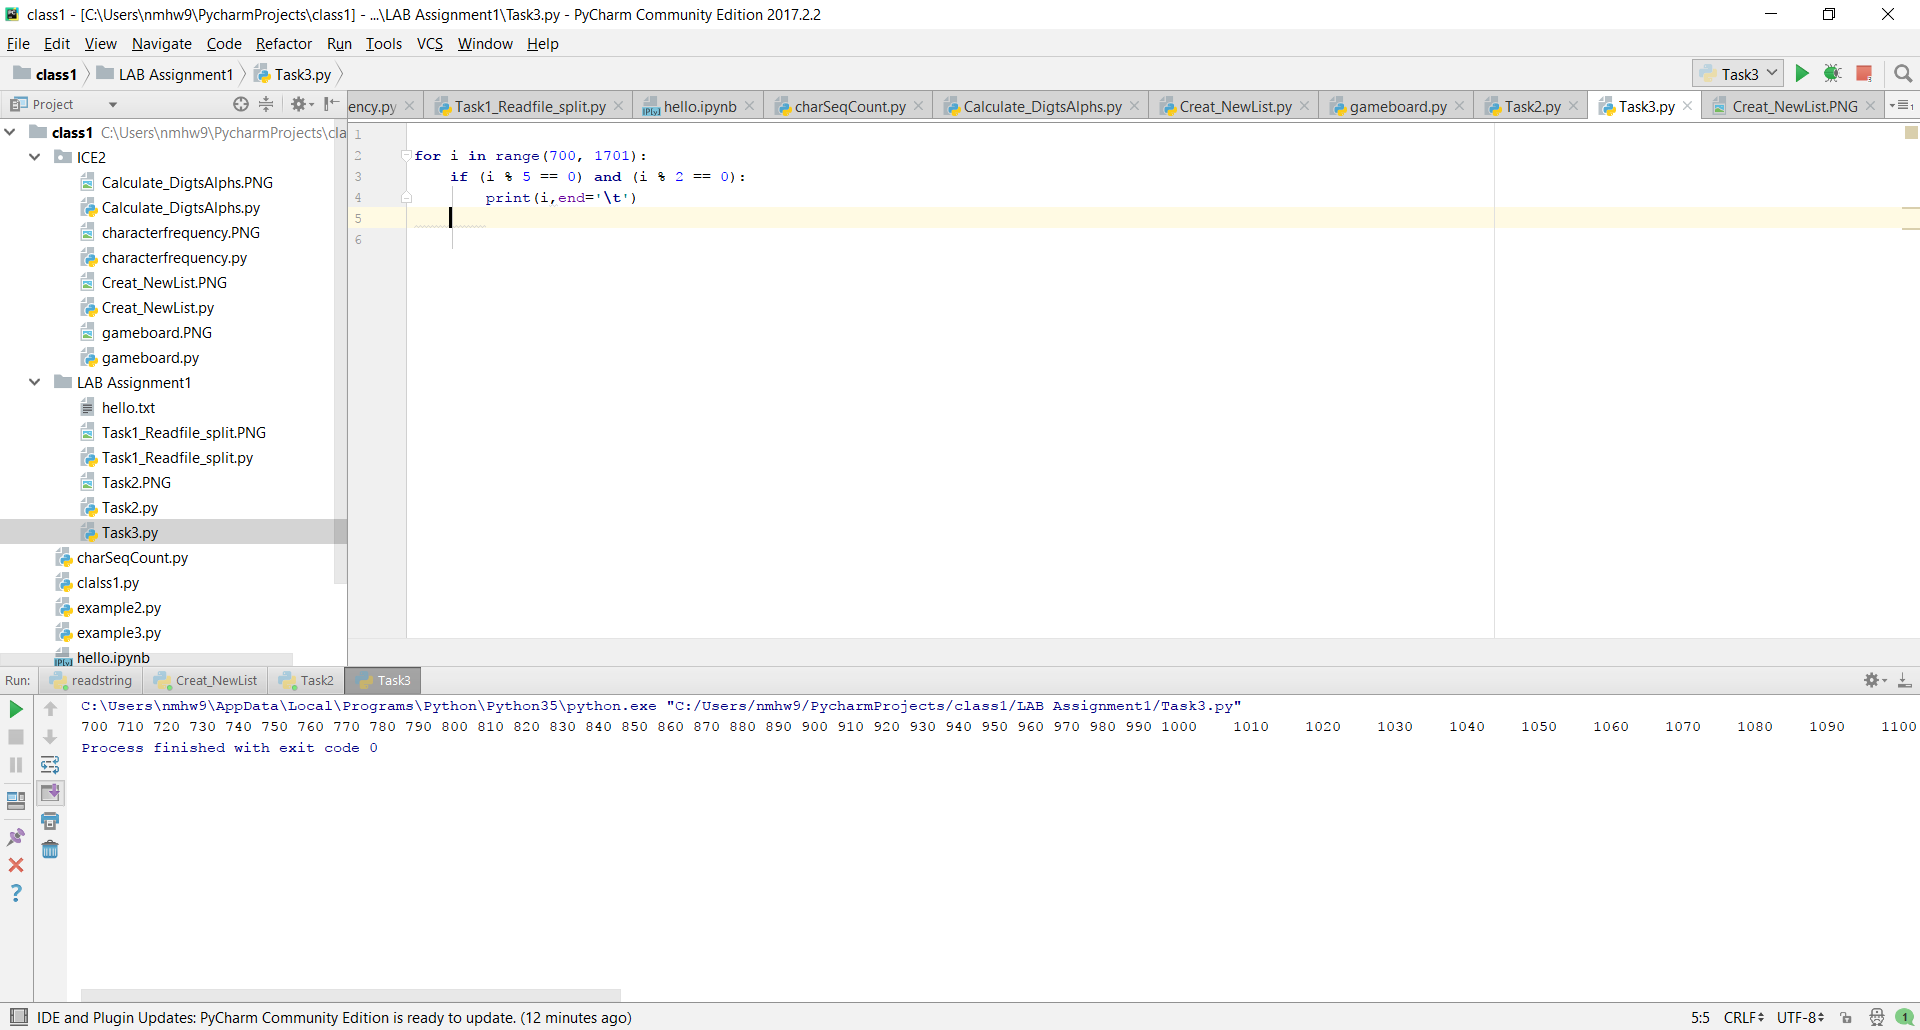 class1 - [C:\Users\nmhw9\PycharmProjects\class1] - ...\LAB Assignment1\Task3.py - PyCharm Community Edition 2017.2.2
File Edit View Navigate Code Refactor Run Tools VCS Window Help
class1 LAB Assignment1 Task3.py Task3
Project ency.py Task1_Readfile_split.py hello.ipynb charSeqCount.py Calculate_DigtsAlphs.py Creat_NewList.py gameboard.py Task2.py Task3.py Creat_NewList.PNG
class1 C:\Users\nmhw9\PycharmProjects\cla
ICE2
Calculate_DigtsAlphs.PNG
Calculate_DigtsAlphs.py
characterfrequency.PNG
characterfrequency.py
Creat_NewList.PNG
Creat_NewList.py
gameboard.PNG
gameboard.py
LAB Assignment1
hello.txt
Task1_Readfile_split.PNG
Task1_Readfile_split.py
Task2.PNG
Task2.py
Task3.py
charSeqCount.py
clalss1.py
example2.py
example3.py
hello.ipynb
1
2 for i in range(700, 1701):
3 if (i % 5 == 0) and (i % 2 == 0):
4 print(i,end='\t')
5
6
Run: readstring Creat_NewList Task2 Task3
C:\Users\nmhw9\AppData\Local\Programs\Python\Python35\python.exe "C:/Users/nmhw9/PycharmProjects/class1/LAB Assignment1/Task3.py"
700 710 720 730 740 750 760 770 780 790 800 810 820 830 840 850 860 870 880 890 900 910 920 930 940 950 960 970 980 990 1000 1010 1020 1030 1040 1050 1060 1070 1080 1090 1100
Process finished with exit code 0
IDE and Plugin Updates: PyCharm Community Edition is ready to update. (12 minutes ago) 5:5 CRLF UTF-8 1